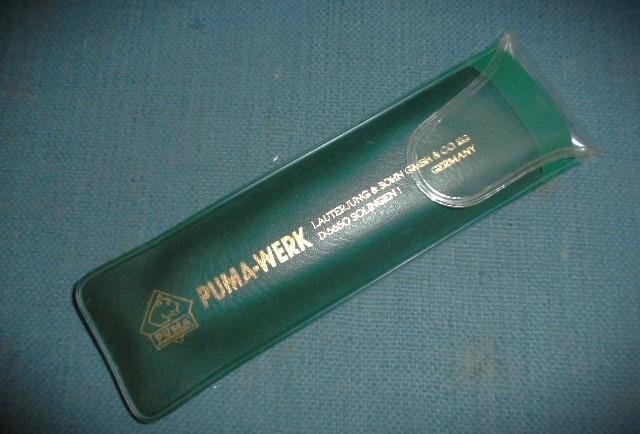 PUMA
PUMA-WERK
LAUTERJUNG & SOHN GMBH & CO KG
D-5650 SOLINGEN 1 GERMANY